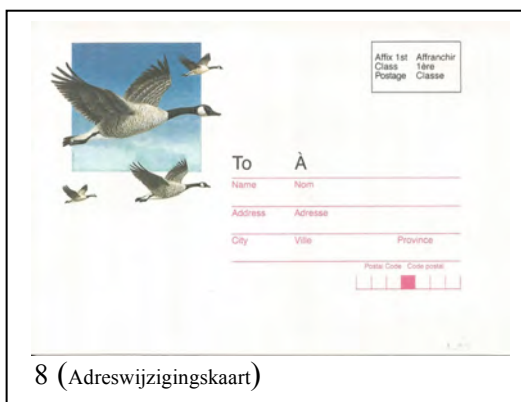 Affix 1st Affranchir
Class 1ère
Postage Classe
To À
Name Nom
Address Adresse
City Ville Province
Postal Code Code postal
8 (Adreswijzigingskaart)